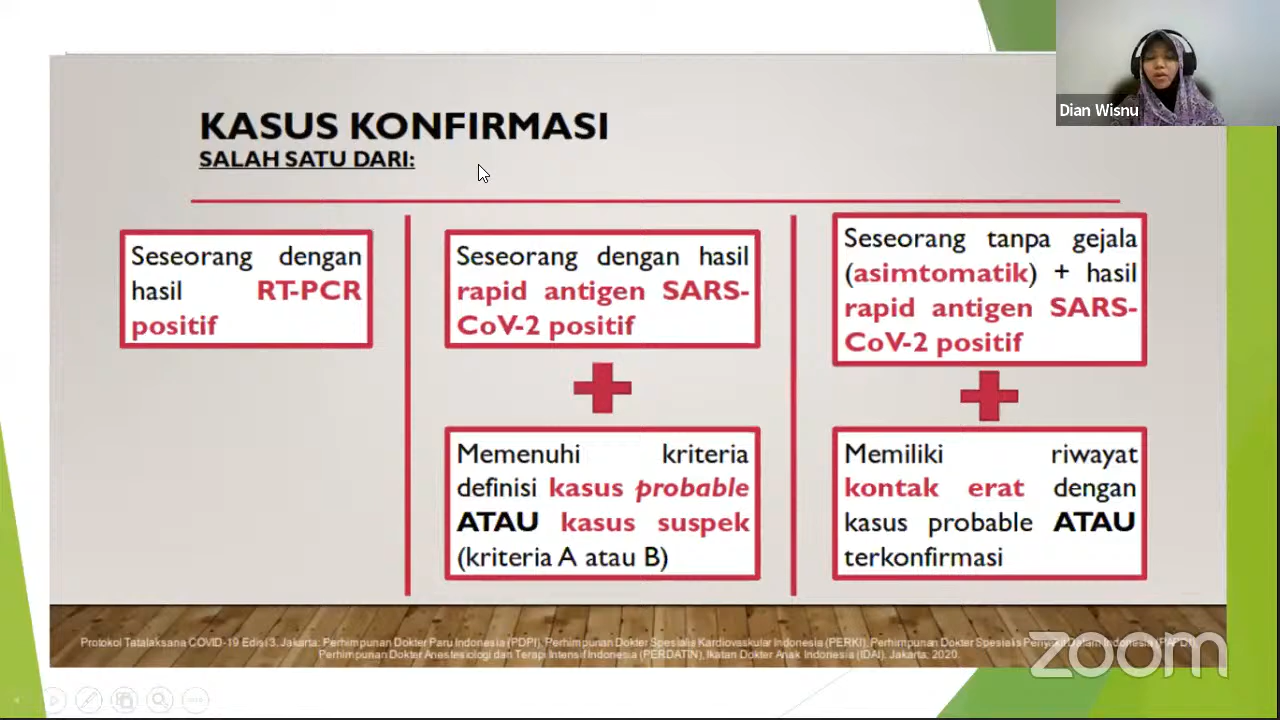 KASUS KONFIRMASI
SALAH SATU DARI:
Dian Wisnu
Seseorang dengan
hasil RT-PCR
positif
Seseorang dengan hasil
rapid antigen SARS-
CoV-2 positif
Memenuhi kriteria
definisi kasus probable
ATAU kasus suspek
(kriteria A atau B)
Seseorang tanpa gejala
(asimtomatik) + hasil
rapid antigen SARS-
CoV-2 positif
Memiliki riwayat
kontak erat dengan
kasus probable ATAU
terkonfirmasi
Protokol Tatalaksana COVID-19 Edisi 3. Jakarta: Perhimpunan Dokter Paru Indonesia (PDPI), Perhimpunan Dokter Spesialis Kardiovaskular Indonesia (PERKI), Perhimpunan Dokter Spesialis Penyakit Dalam Indonesia (PAPDI),
Perhimpunan Dokter Anestesiologi dan Terapi Intensif Indonesia (PERDATIN), Ikatan Dokter Anak Indonesia (IDAI). Jakarta; 2020.
zoom